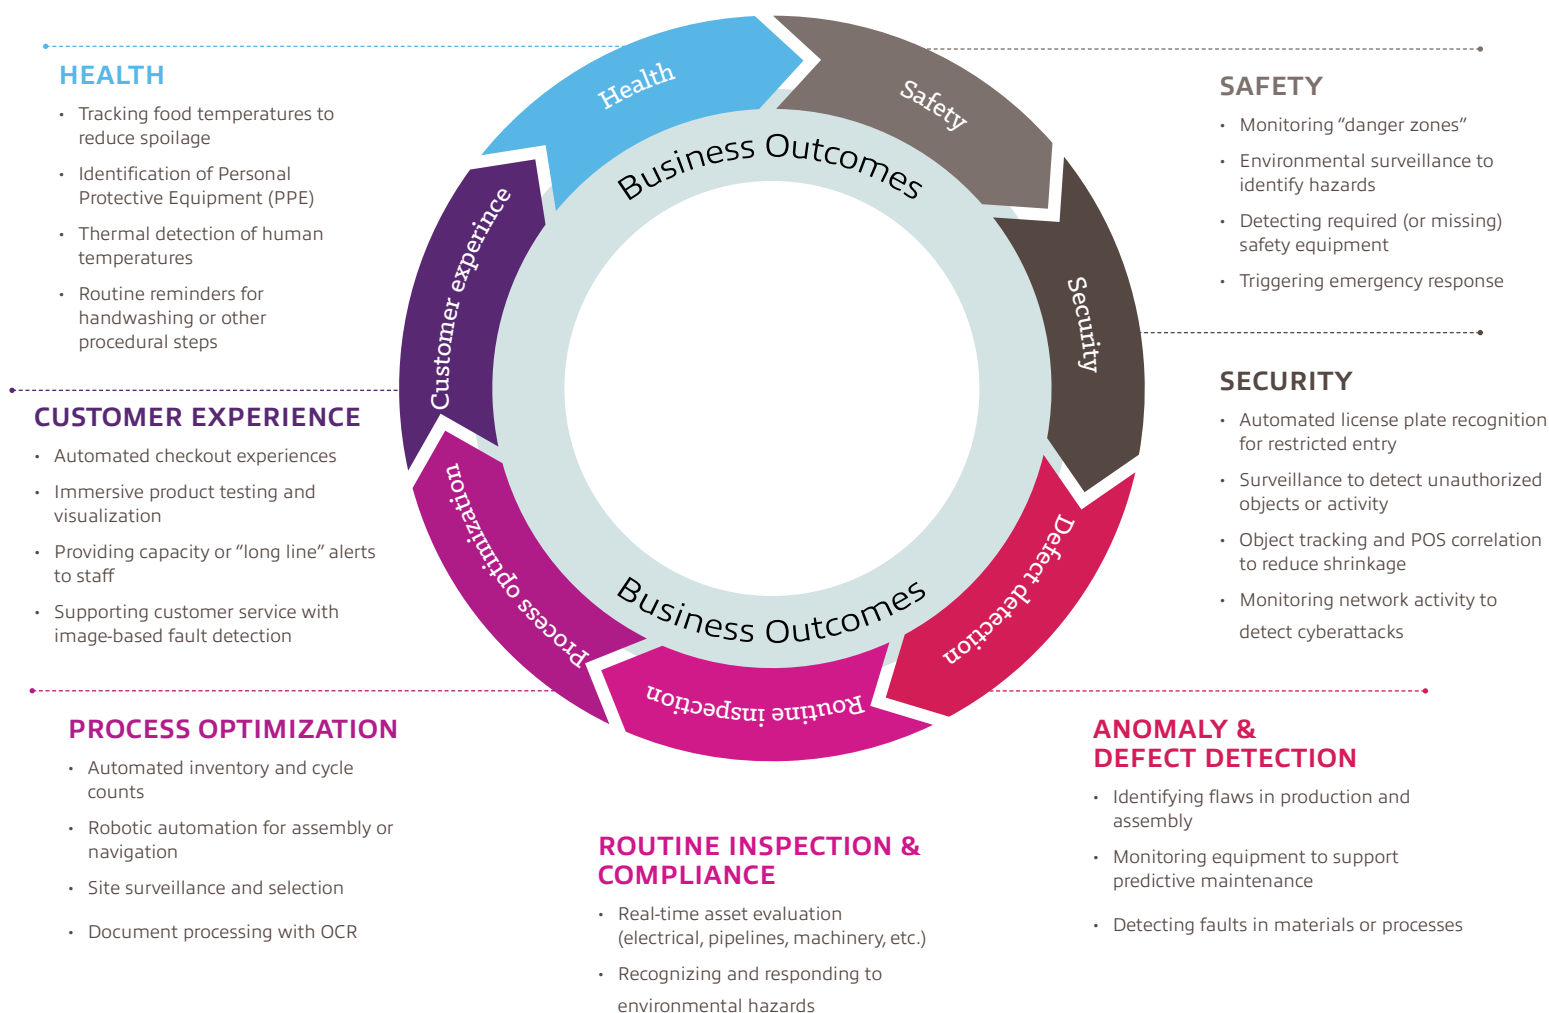 Health
Safety
Security
Defect detection
Routine inspection
Process optimization
Customer experince
Business Outcomes
Business Outcomes
HEALTH
• Tracking food temperatures to
reduce spoilage
• Identification of Personal
Protective Equipment (PPE)
• Thermal detection of human
temperatures
• Routine reminders for
handwashing or other
procedural steps
CUSTOMER EXPERIENCE
• Automated checkout experiences
• Immersive product testing and
visualization
• Providing capacity or “long line” alerts
to staff
• Supporting customer service with
image-based fault detection
PROCESS OPTIMIZATION
• Automated inventory and cycle
counts
• Robotic automation for assembly or
navigation
• Site surveillance and selection
• Document processing with OCR
ROUTINE INSPECTION &
COMPLIANCE
• Real-time asset evaluation
(electrical, pipelines, machinery, etc.)
• Recognizing and responding to
environmental hazards
SAFETY
• Monitoring “danger zones”
• Environmental surveillance to
identify hazards
• Detecting required (or missing)
safety equipment
• Triggering emergency response
SECURITY
• Automated license plate recognition
for restricted entry
• Surveillance to detect unauthorized
objects or activity
• Object tracking and POS correlation
to reduce shrinkage
• Monitoring network activity to
detect cyberattacks
ANOMALY &
DEFECT DETECTION
• Identifying flaws in production and
assembly
• Monitoring equipment to support
predictive maintenance
• Detecting faults in materials or processes